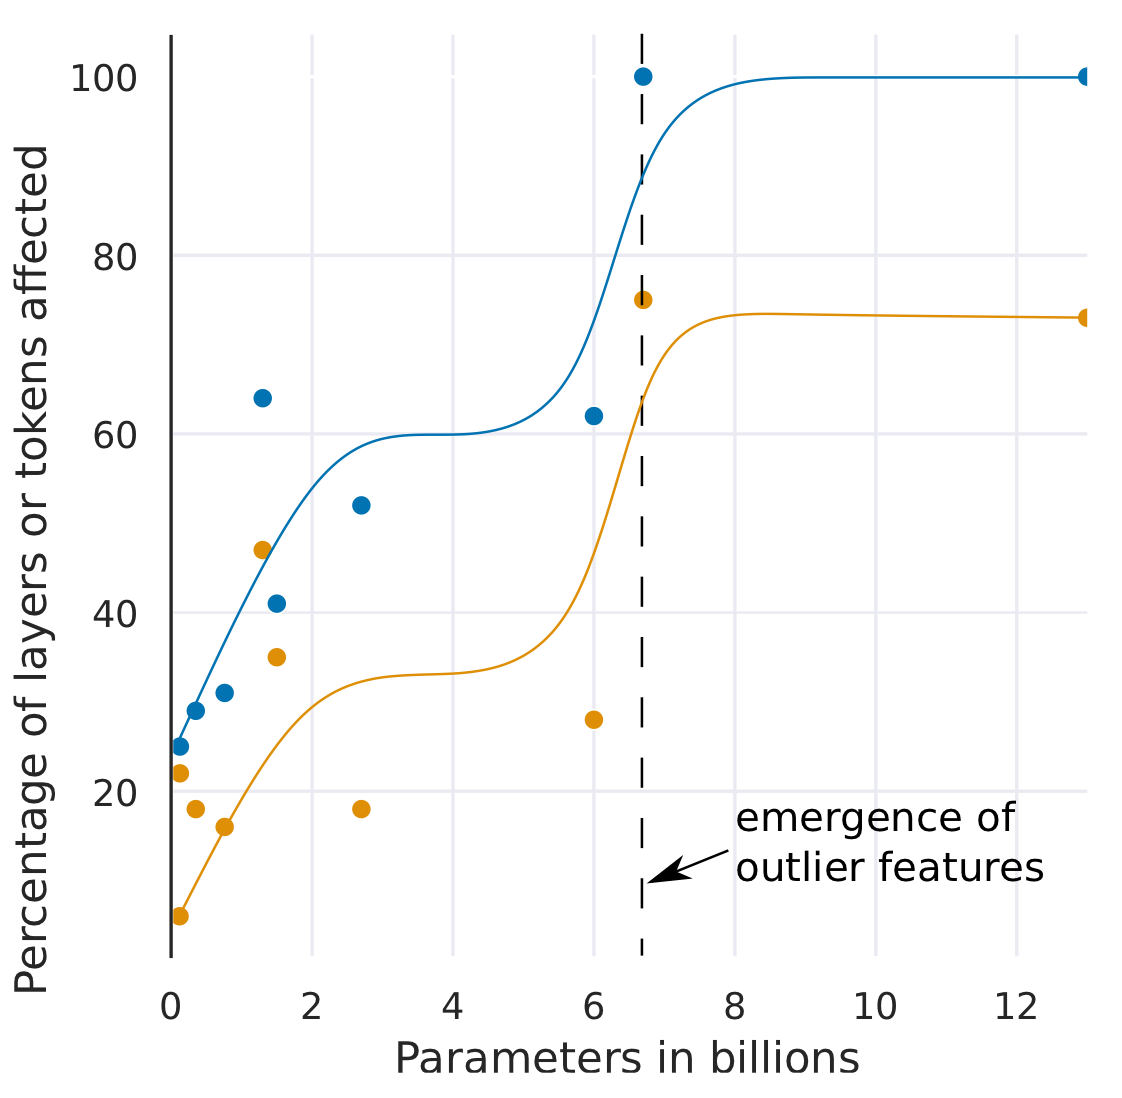 100
80
60
40
20
0 2 4 6 8 10 12
Percentage of layers or tokens affected
Parameters in billions
emergence of
outlier features